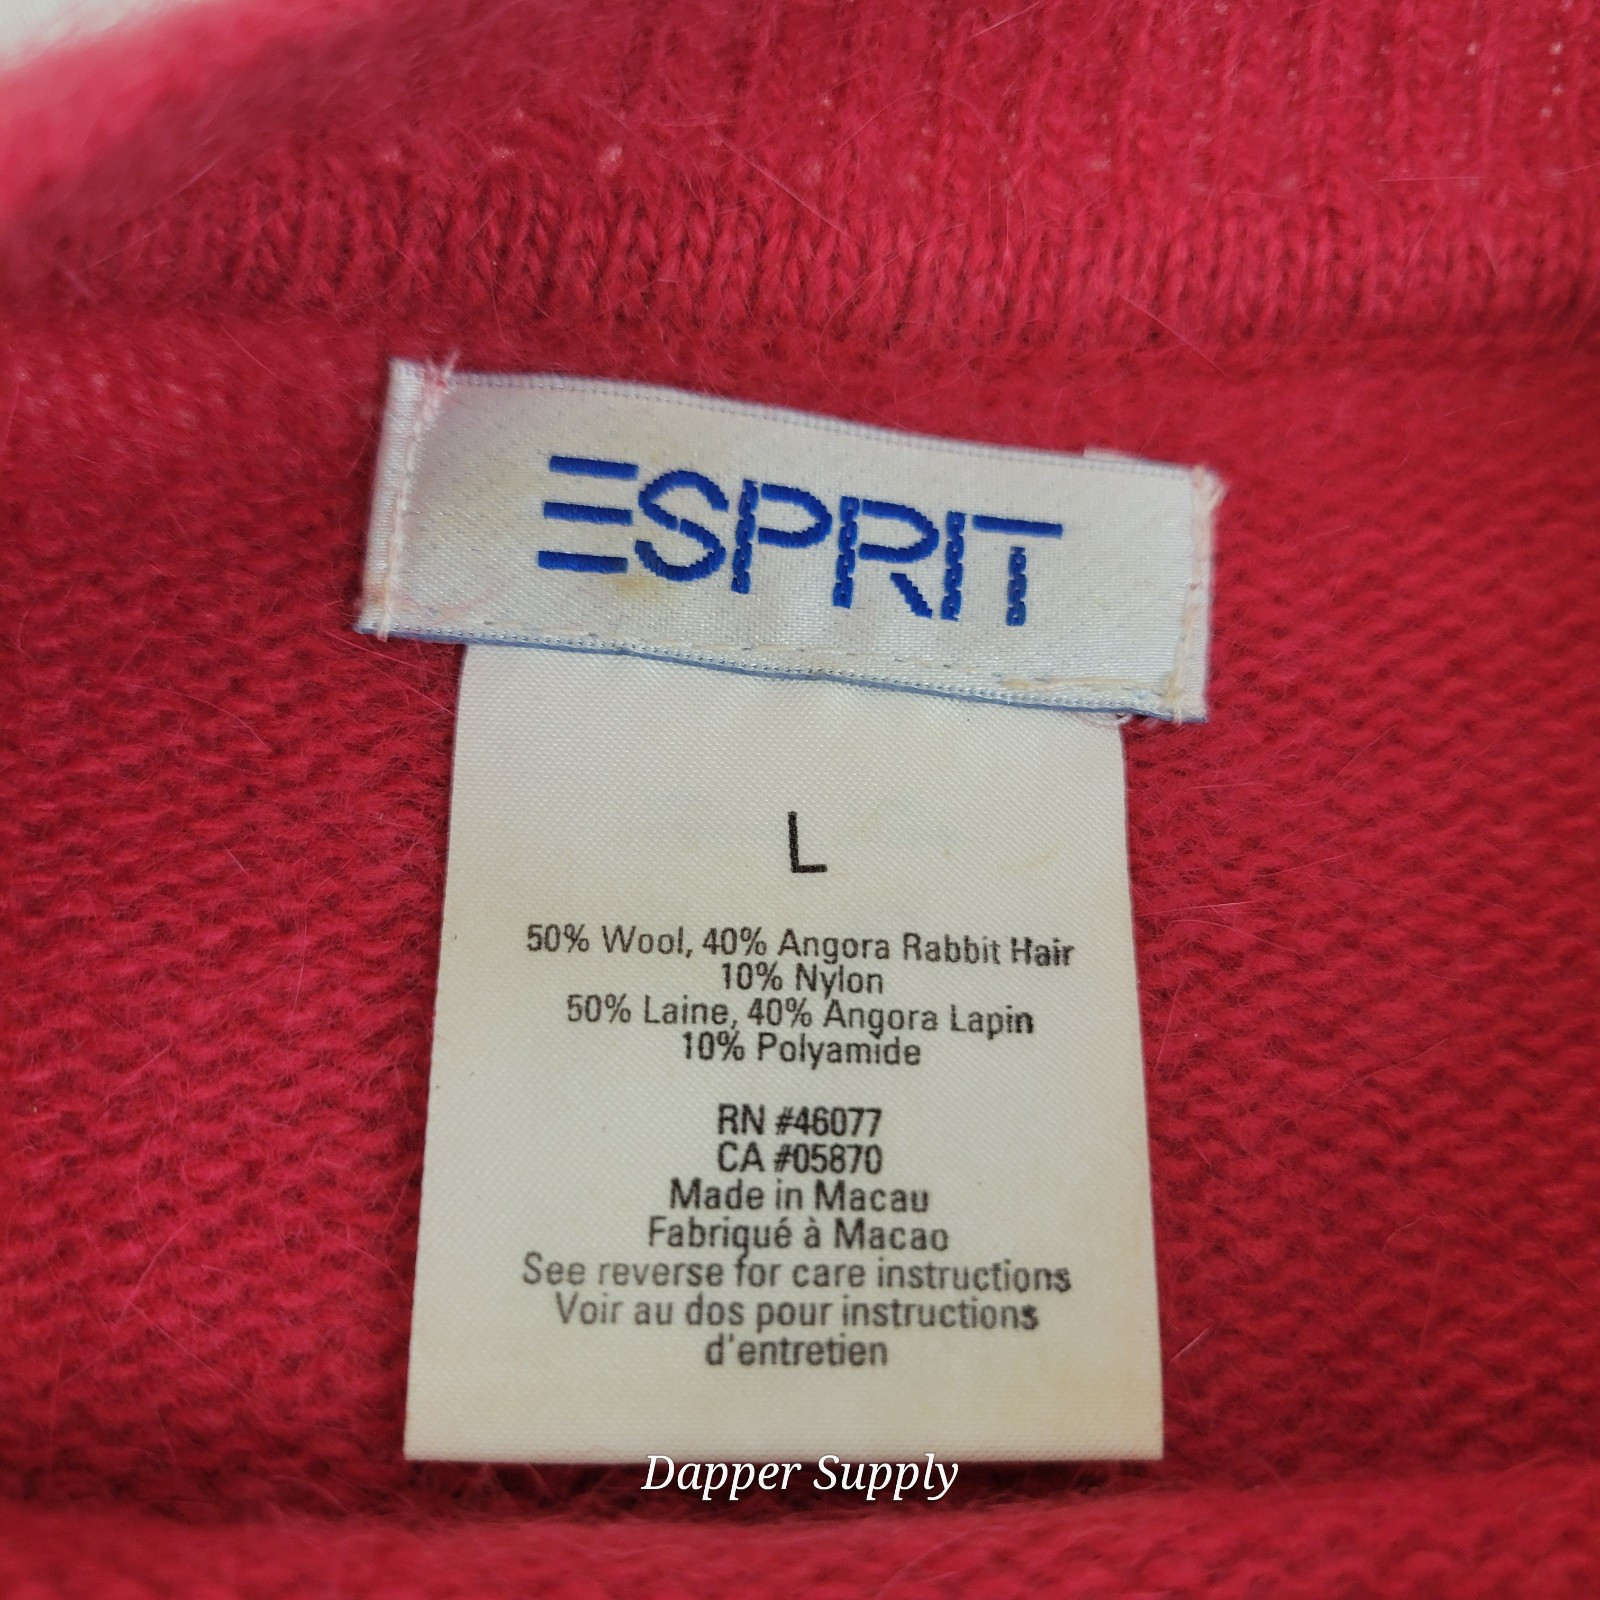 ESPRIT
L
50% Wool, 40% Angora Rabbit Hair
10% Nylon
50% Laine, 40% Angora Lapin
10% Polyamide
RN #46077
CA #05870
Made in Macau
Fabriqué à Macao
See reverse for care instructions
Voir au dos pour instructions
d'entretien
Dapper Supply